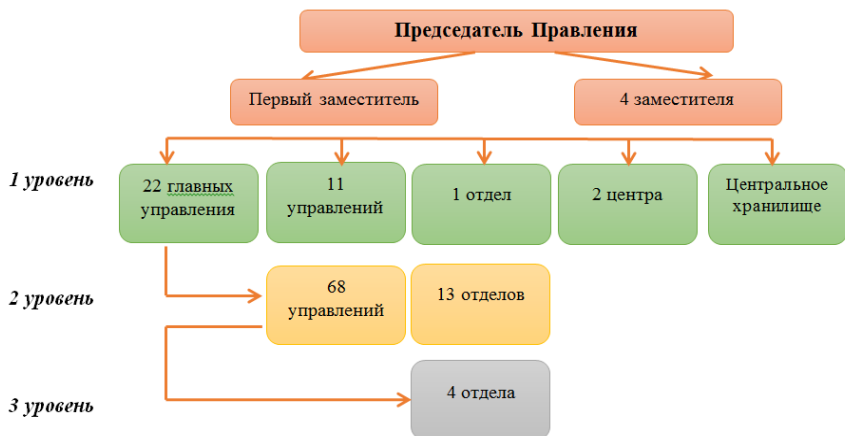 Председатель Правления
Первый заместитель
4 заместителя
1 уровень
22 главных
управления
11
управлений
1 отдел
2 центра
Центральное
хранилище
2 уровень
68
управлений
13 отделов
3 уровень
4 отдела